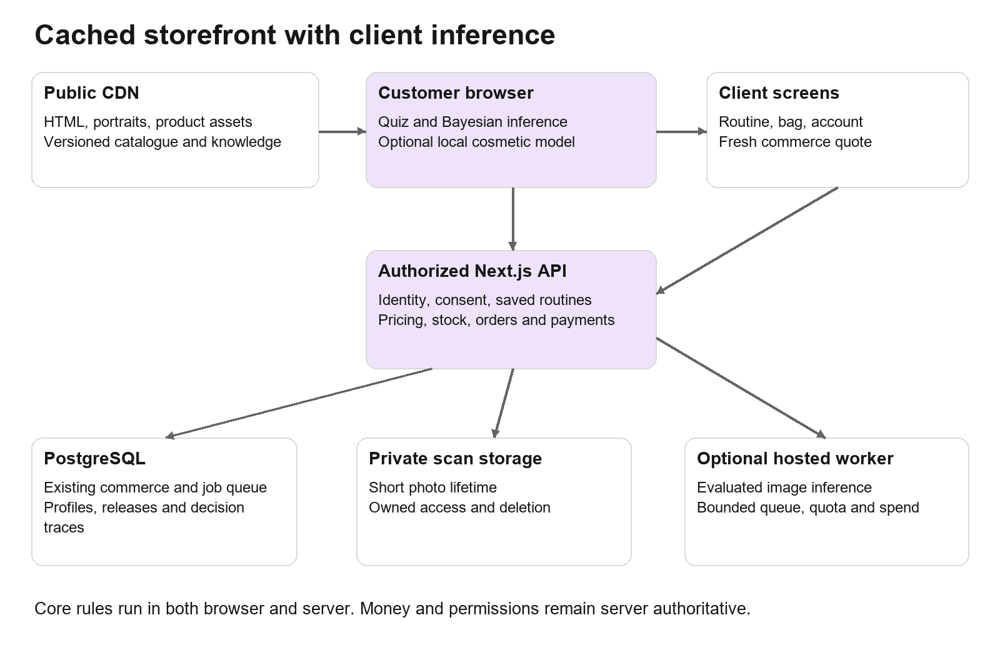 Cached storefront with client inference
Public CDN
HTML, portraits, product assets
Versioned catalogue and knowledge
Customer browser
Quiz and Bayesian inference
Optional local cosmetic model
Client screens
Routine, bag, account
Fresh commerce quote
Authorized Next.js API
Identity, consent, saved routines
Pricing, stock, orders and payments
PostgreSQL
Existing commerce and job queue
Profiles, releases and decision
traces
Private scan storage
Short photo lifetime
Owned access and deletion
Optional hosted worker
Evaluated image inference
Bounded queue, quota and spend
Core rules run in both browser and server. Money and permissions remain server authoritative.